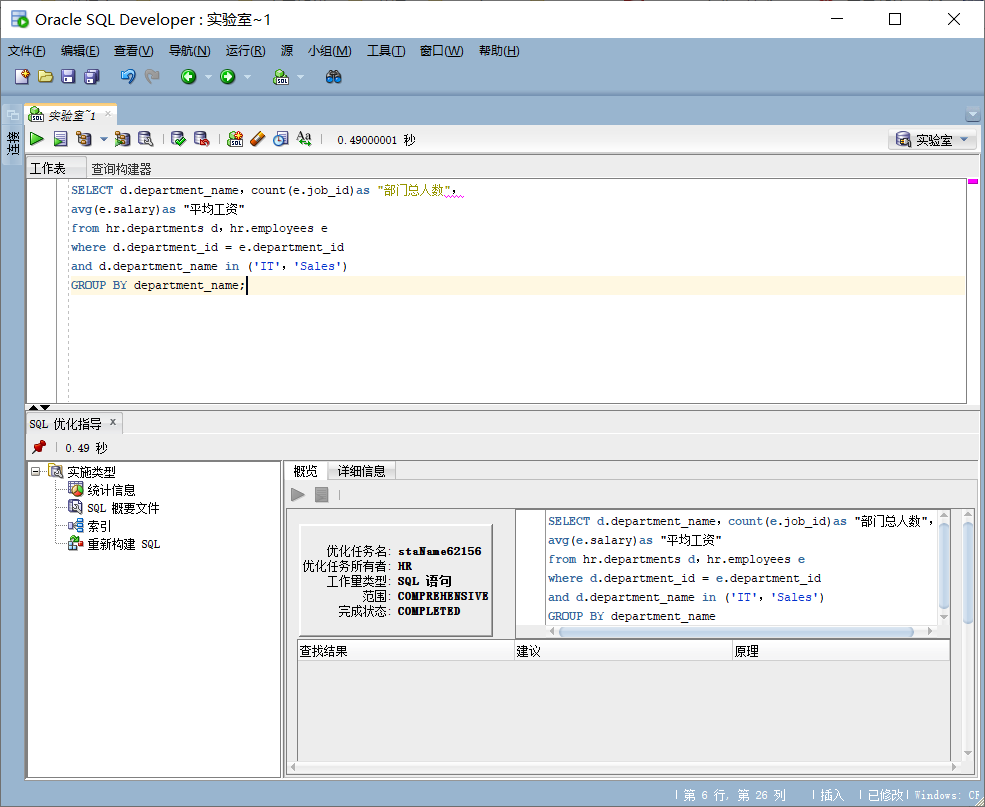 Oracle SQL Developer : 实验室~1
文件(F) 编辑(E) 查看(V) 导航(N) 运行(R) 源 小组(M) 工具(T) 窗口(W) 帮助(H)
实验室~1
连接
0.49000001 秒
实验室
工作表 查询构建器
SELECT d.department_name，count(e.job_id)as "部门总人数"，
avg(e.salary)as "平均工资"
from hr.departments d，hr.employees e
where d.department_id = e.department_id
and d.department_name in ('IT'，'Sales')
GROUP BY department_name;
SQL 优化指导
0.49 秒
实施类型
统计信息
SQL 概要文件
索引
重新构建 SQL
概览 详细信息
优化任务名: staName62156
优化任务所有者: HR
工作量类型: SQL 语句
范围: COMPREHENSIVE
完成状态: COMPLETED
SELECT d.department_name，count(e.job_id)as "部门总人数"，
avg(e.salary)as "平均工资"
from hr.departments d，hr.employees e
where d.department_id = e.department_id
and d.department_name in ('IT'，'Sales')
GROUP BY department_name
查找结果 建议 原理
第 6 行, 第 26 列 插入 已修改 Windows: CR